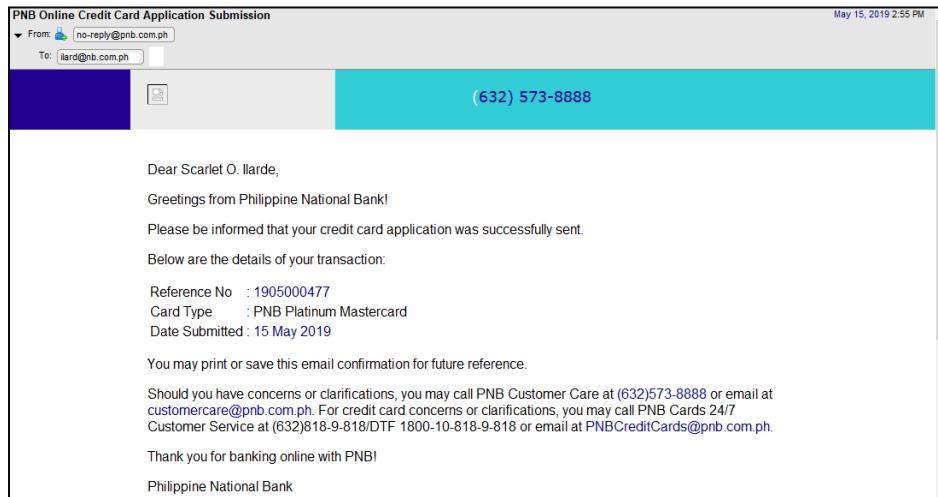 PNB Online Credit Card Application Submission
May 15, 2019 2:55 PM
From: no-reply@pnb.com.ph
To: ilard@nb.com.ph
(632) 573-8888
Dear Scarlet O. Ilarde,
Greetings from Philippine National Bank!
Please be informed that your credit card application was successfully sent.
Below are the details of your transaction:
Reference No : 1905000477
Card Type : PNB Platinum Mastercard
Date Submitted : 15 May 2019
You may print or save this email confirmation for future reference.
Should you have concerns or clarifications, you may call PNB Customer Care at (632)573-8888 or email at
customercare@pnb.com.ph. For credit card concerns or clarifications, you may call PNB Cards 24/7
Customer Service at (632)818-9-818/DTF 1800-10-818-9-818 or email at PNBCreditCards@pnb.com.ph.
Thank you for banking online with PNB!
Philippine National Bank